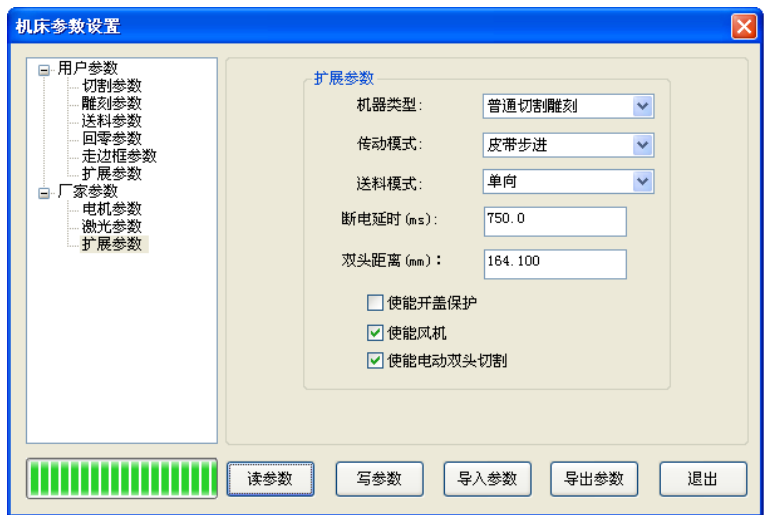 机床参数设置
用户参数
切割参数
雕刻参数
送料参数
回零参数
走边框参数
扩展参数
厂家参数
电机参数
激光参数
扩展参数
扩展参数
机器类型: 普通切割雕刻
传动模式: 皮带步进
送料模式: 单向
断电延时(ms): 750.0
双头距离(mm): 164.100
使能开盖保护
使能风机
使能电动双头切割
读参数 写参数 导入参数 导出参数 退出